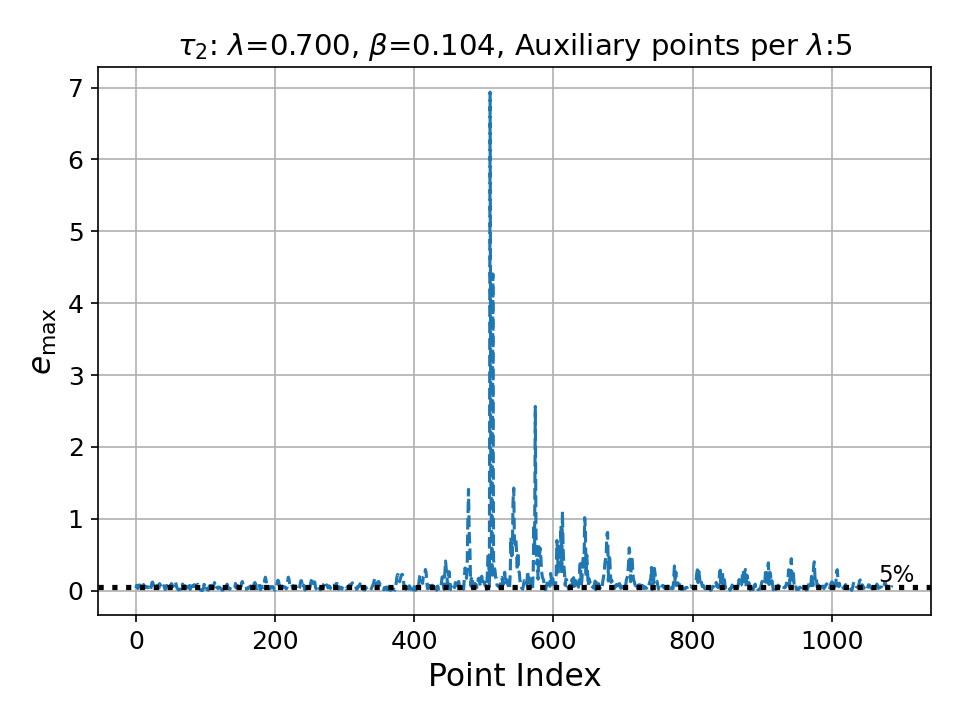 τ₂: λ=0.700, β=0.104, Auxiliary points per λ:5
7
6
5
4
3
2
1
0
e_max
5%
0 200 400 600 800 1000
Point Index